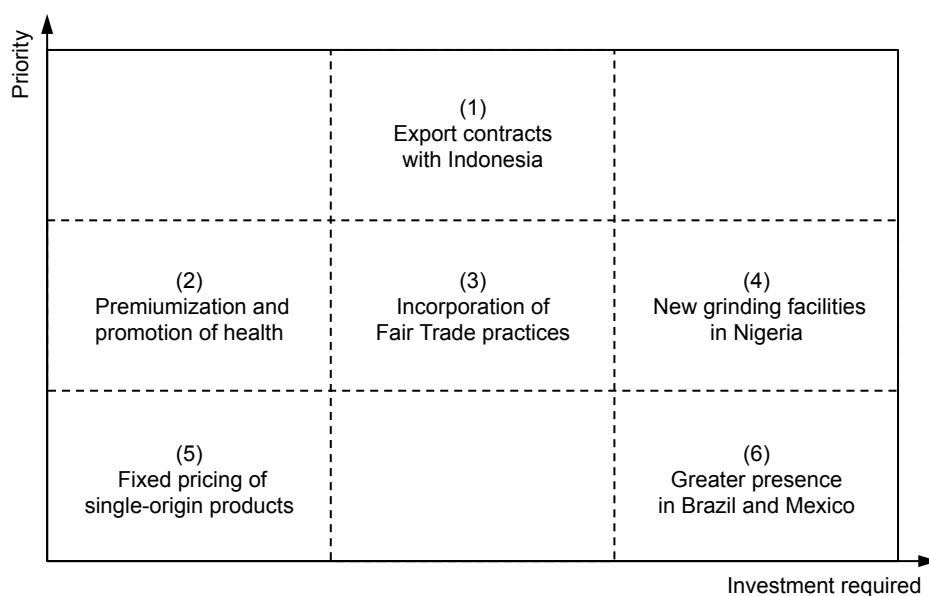 Priority
(1)
Export contracts
with Indonesia
(2)
Premiumization and
promotion of health
(3)
Incorporation of
Fair Trade practices
(4)
New grinding facilities
in Nigeria
(5)
Fixed pricing of
single-origin products
(6)
Greater presence
in Brazil and Mexico
Investment required